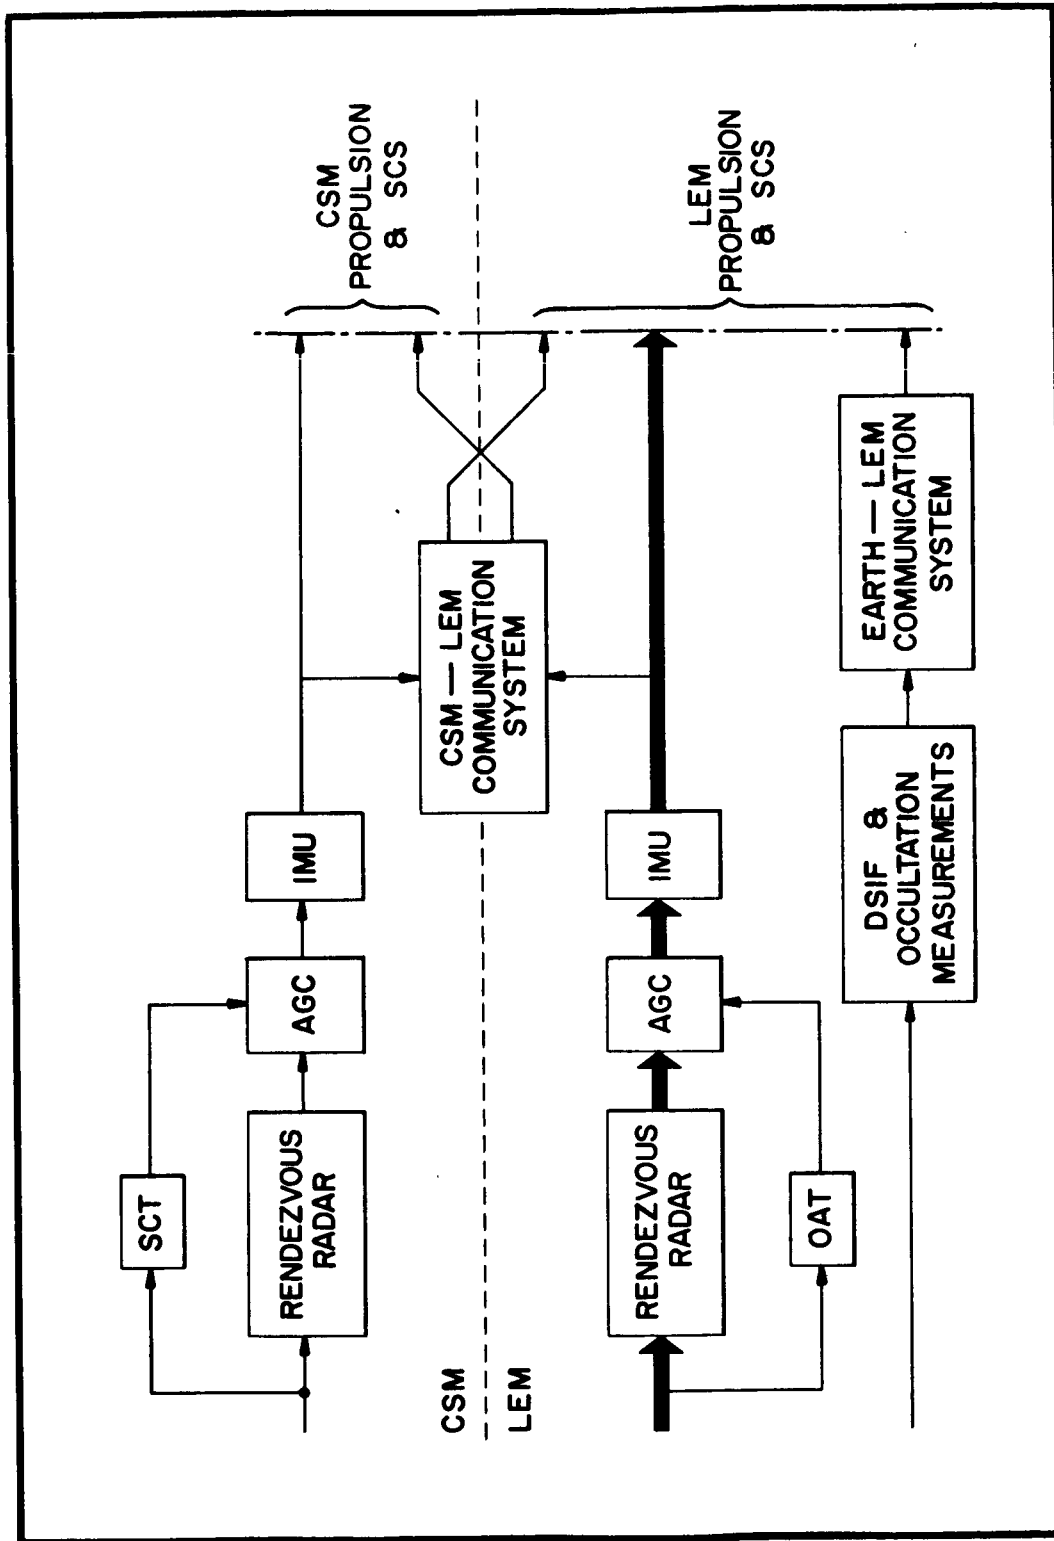 SCT
RENDEZVOUS
RADAR
AGC
IMU
CSM
PROPULSION
& SCS
CSM
LEM
CSM — LEM
COMMUNICATION
SYSTEM
RENDEZVOUS
RADAR
AGC
IMU
LEM
PROPULSION
& SCS
OAT
DSIF &
OCCULTATION
MEASUREMENTS
EARTH — LEM
COMMUNICATION
SYSTEM